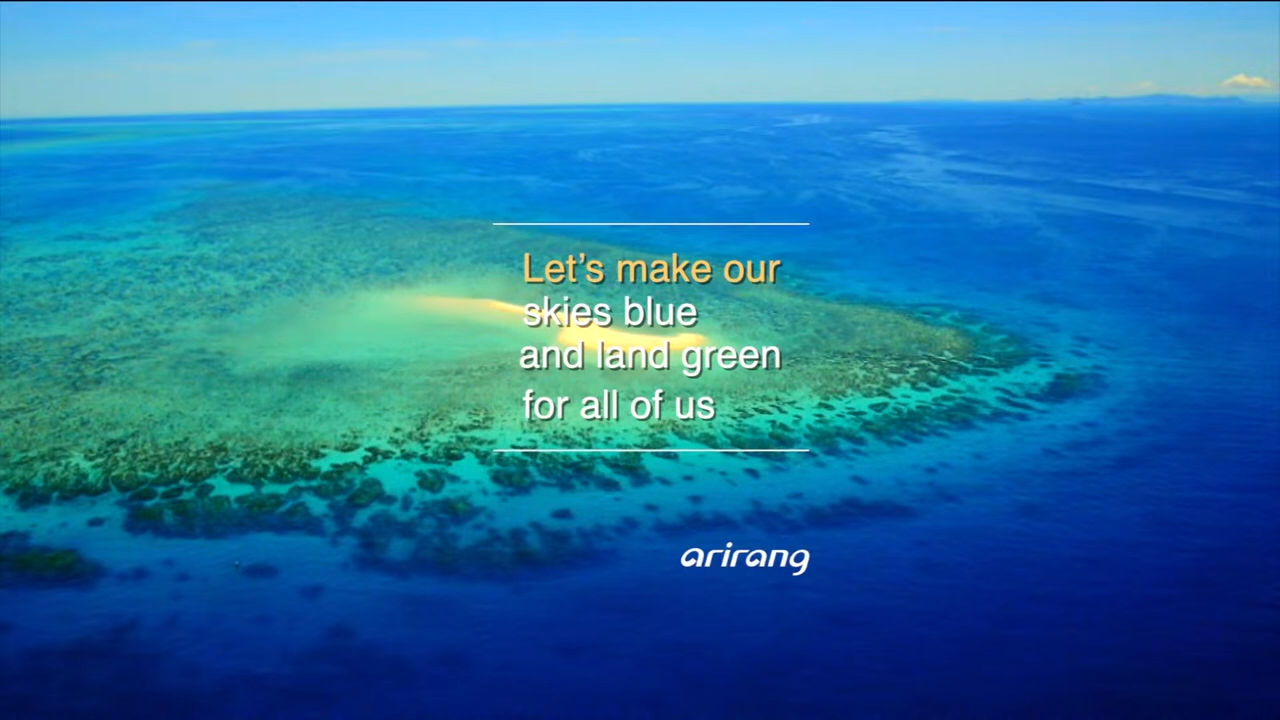 Let’s make our
skies blue
and land green
for all of us
arirang